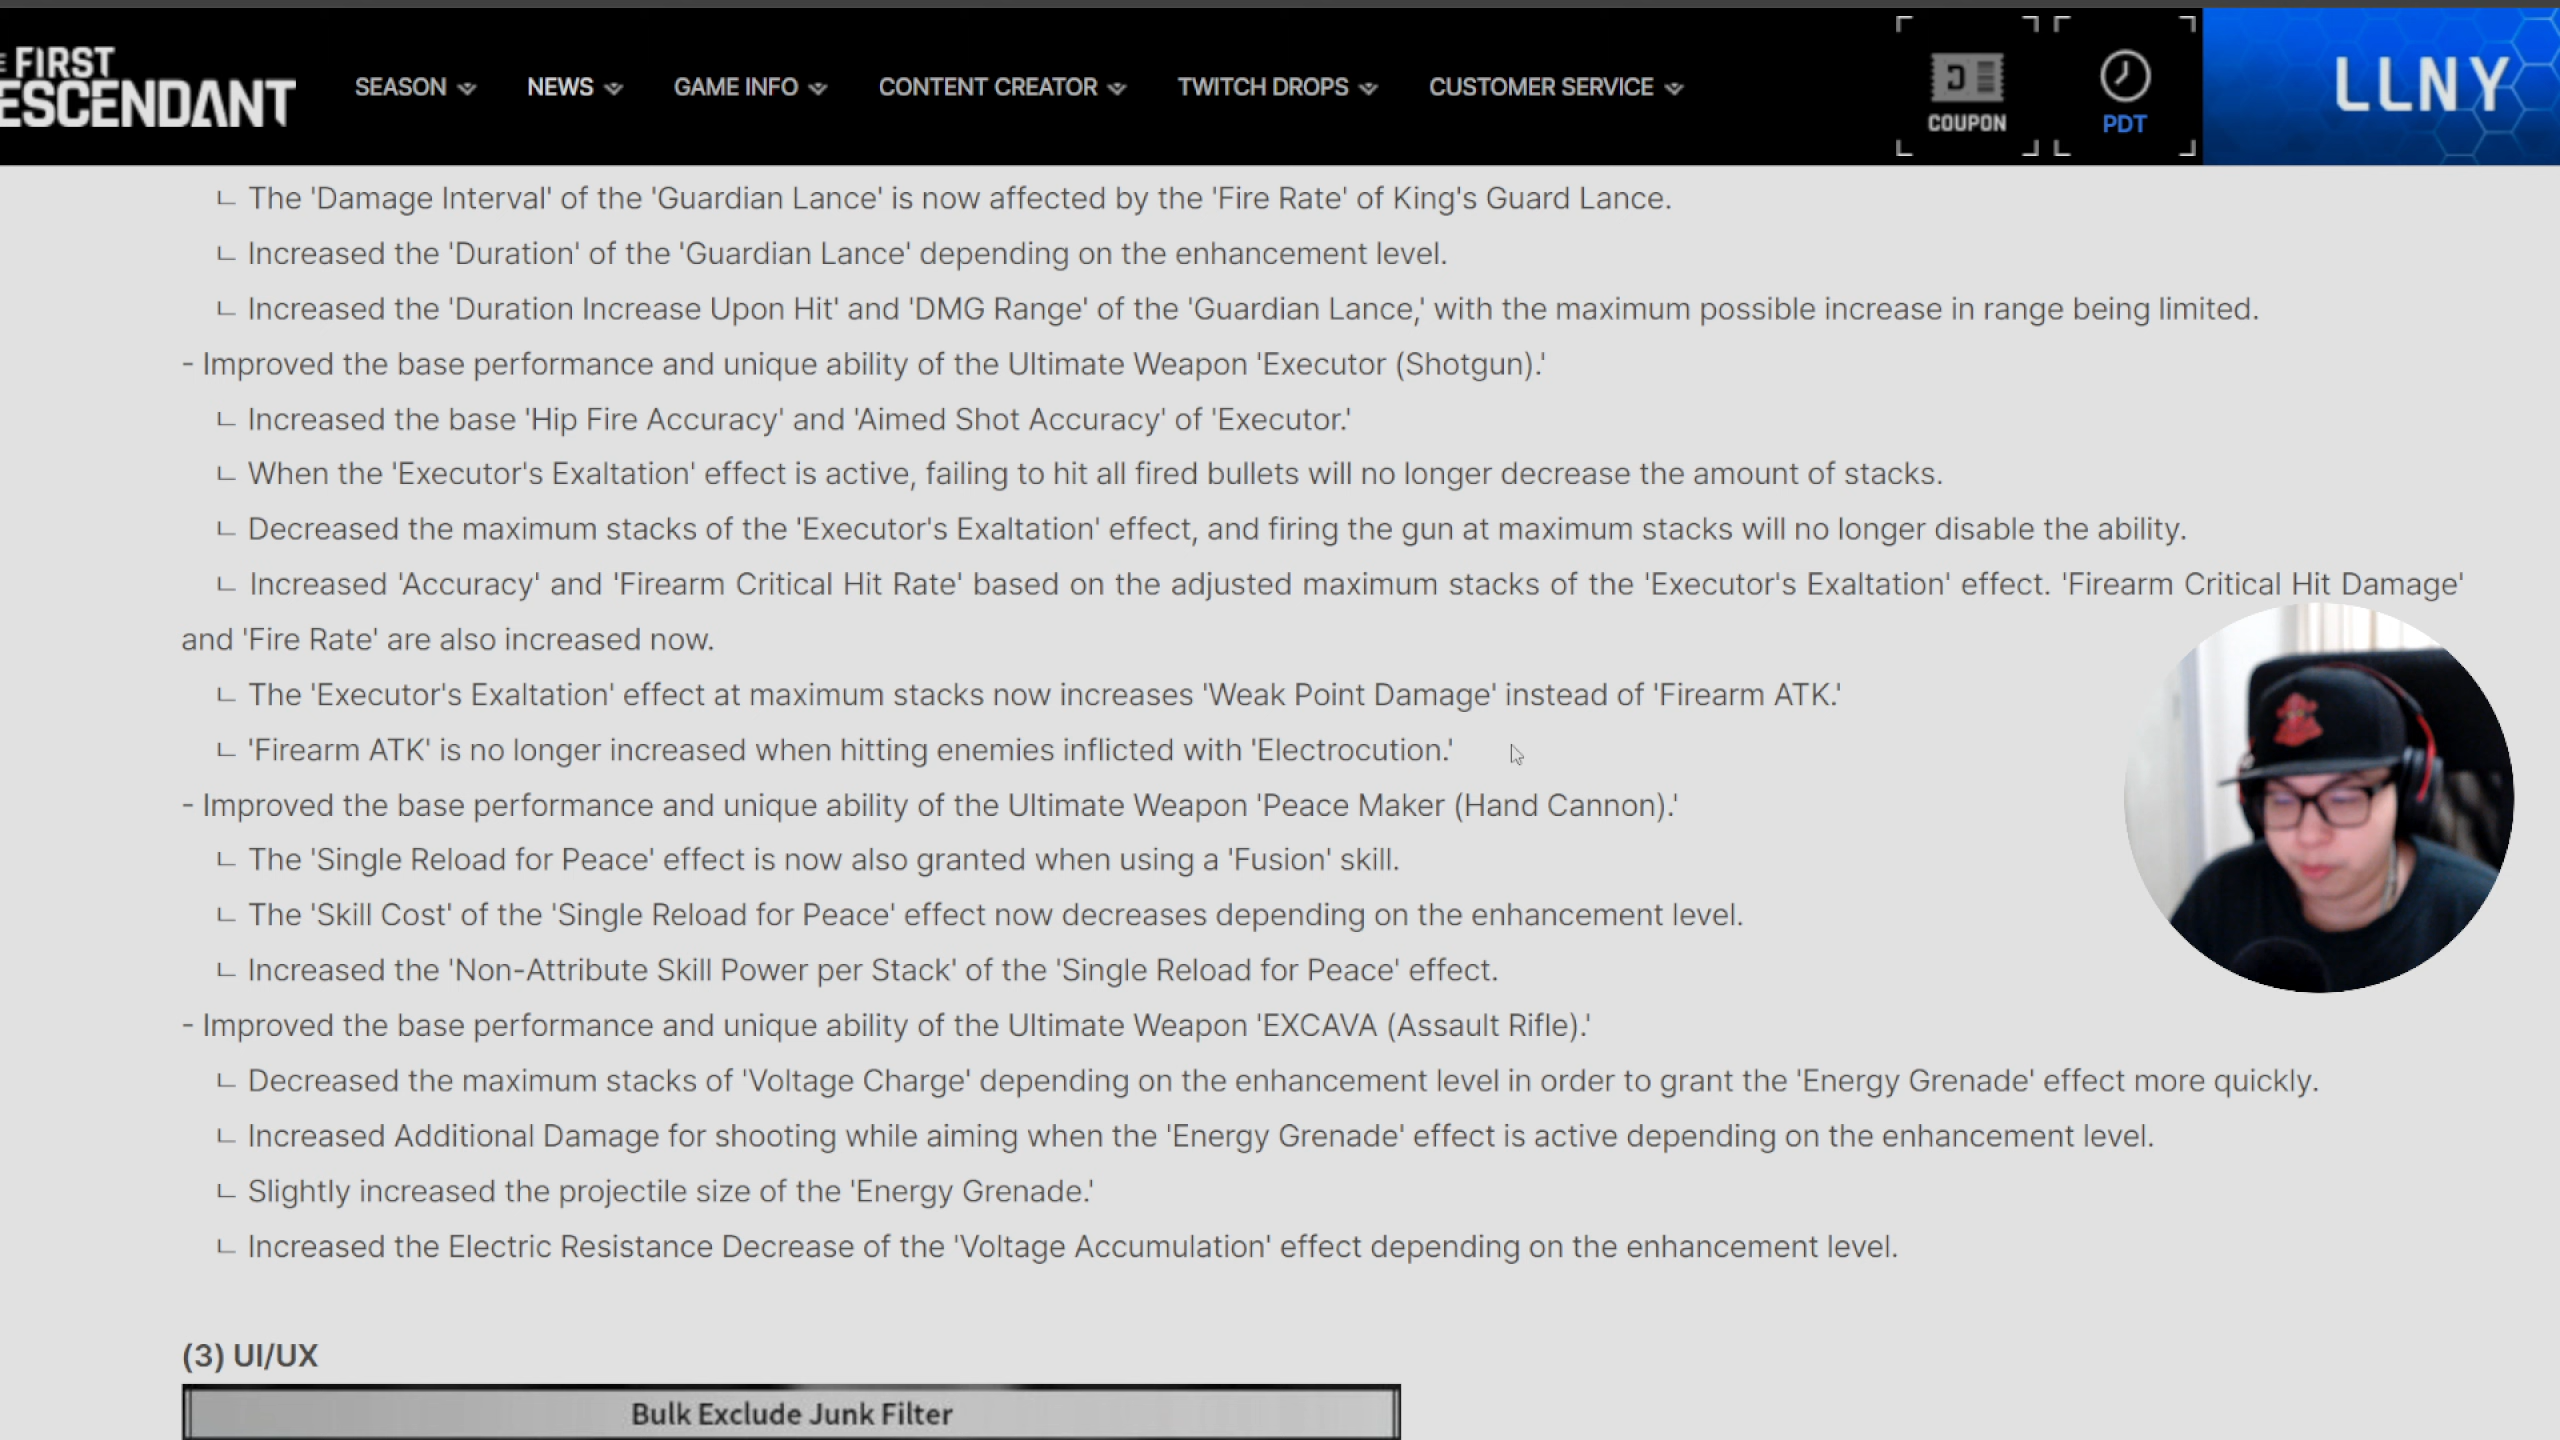 FIRST
ESCENDANT
SEASON
NEWS
GAME INFO
CONTENT CREATOR
TWITCH DROPS
CUSTOMER SERVICE
COUPON
PDT
LLNY
ㄴ The 'Damage Interval' of the 'Guardian Lance' is now affected by the 'Fire Rate' of King's Guard Lance.
ㄴ Increased the 'Duration' of the 'Guardian Lance' depending on the enhancement level.
ㄴ Increased the 'Duration Increase Upon Hit' and 'DMG Range' of the 'Guardian Lance,' with the maximum possible increase in range being limited.
- Improved the base performance and unique ability of the Ultimate Weapon 'Executor (Shotgun).'
ㄴ Increased the base 'Hip Fire Accuracy' and 'Aimed Shot Accuracy' of 'Executor.'
ㄴ When the 'Executor's Exaltation' effect is active, failing to hit all fired bullets will no longer decrease the amount of stacks.
ㄴ Decreased the maximum stacks of the 'Executor's Exaltation' effect, and firing the gun at maximum stacks will no longer disable the ability.
ㄴ Increased 'Accuracy' and 'Firearm Critical Hit Rate' based on the adjusted maximum stacks of the 'Executor's Exaltation' effect. 'Firearm Critical Hit Damage'
and 'Fire Rate' are also increased now.
ㄴ The 'Executor's Exaltation' effect at maximum stacks now increases 'Weak Point Damage' instead of 'Firearm ATK.'
ㄴ 'Firearm ATK' is no longer increased when hitting enemies inflicted with 'Electrocution.'
- Improved the base performance and unique ability of the Ultimate Weapon 'Peace Maker (Hand Cannon).'
ㄴ The 'Single Reload for Peace' effect is now also granted when using a 'Fusion' skill.
ㄴ The 'Skill Cost' of the 'Single Reload for Peace' effect now decreases depending on the enhancement level.
ㄴ Increased the 'Non-Attribute Skill Power per Stack' of the 'Single Reload for Peace' effect.
- Improved the base performance and unique ability of the Ultimate Weapon 'EXCAVA (Assault Rifle).'
ㄴ Decreased the maximum stacks of 'Voltage Charge' depending on the enhancement level in order to grant the 'Energy Grenade' effect more quickly.
ㄴ Increased Additional Damage for shooting while aiming when the 'Energy Grenade' effect is active depending on the enhancement level.
ㄴ Slightly increased the projectile size of the 'Energy Grenade.'
ㄴ Increased the Electric Resistance Decrease of the 'Voltage Accumulation' effect depending on the enhancement level.
(3) UI/UX
Bulk Exclude Junk Filter